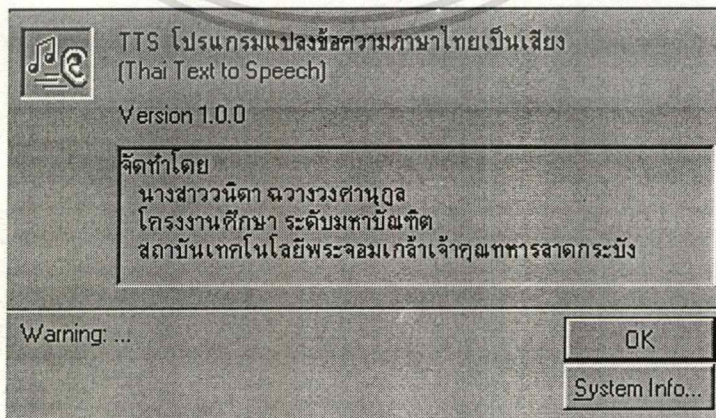 TTS โปรแกรมแปลงข้อความภาษาไทยเป็นเสียง
(Thai Text to Speech)
Version 1.0.0
จัดทำโดย
นางสาววนิดา ฉวางวงศานุกูล
โครงงานศึกษา ระดับมหาบัณฑิต
สถาบันเทคโนโลยีพระจอมเกล้าเจ้าคุณทหารลาดกระบัง
Warning: ...
OK
System Info...